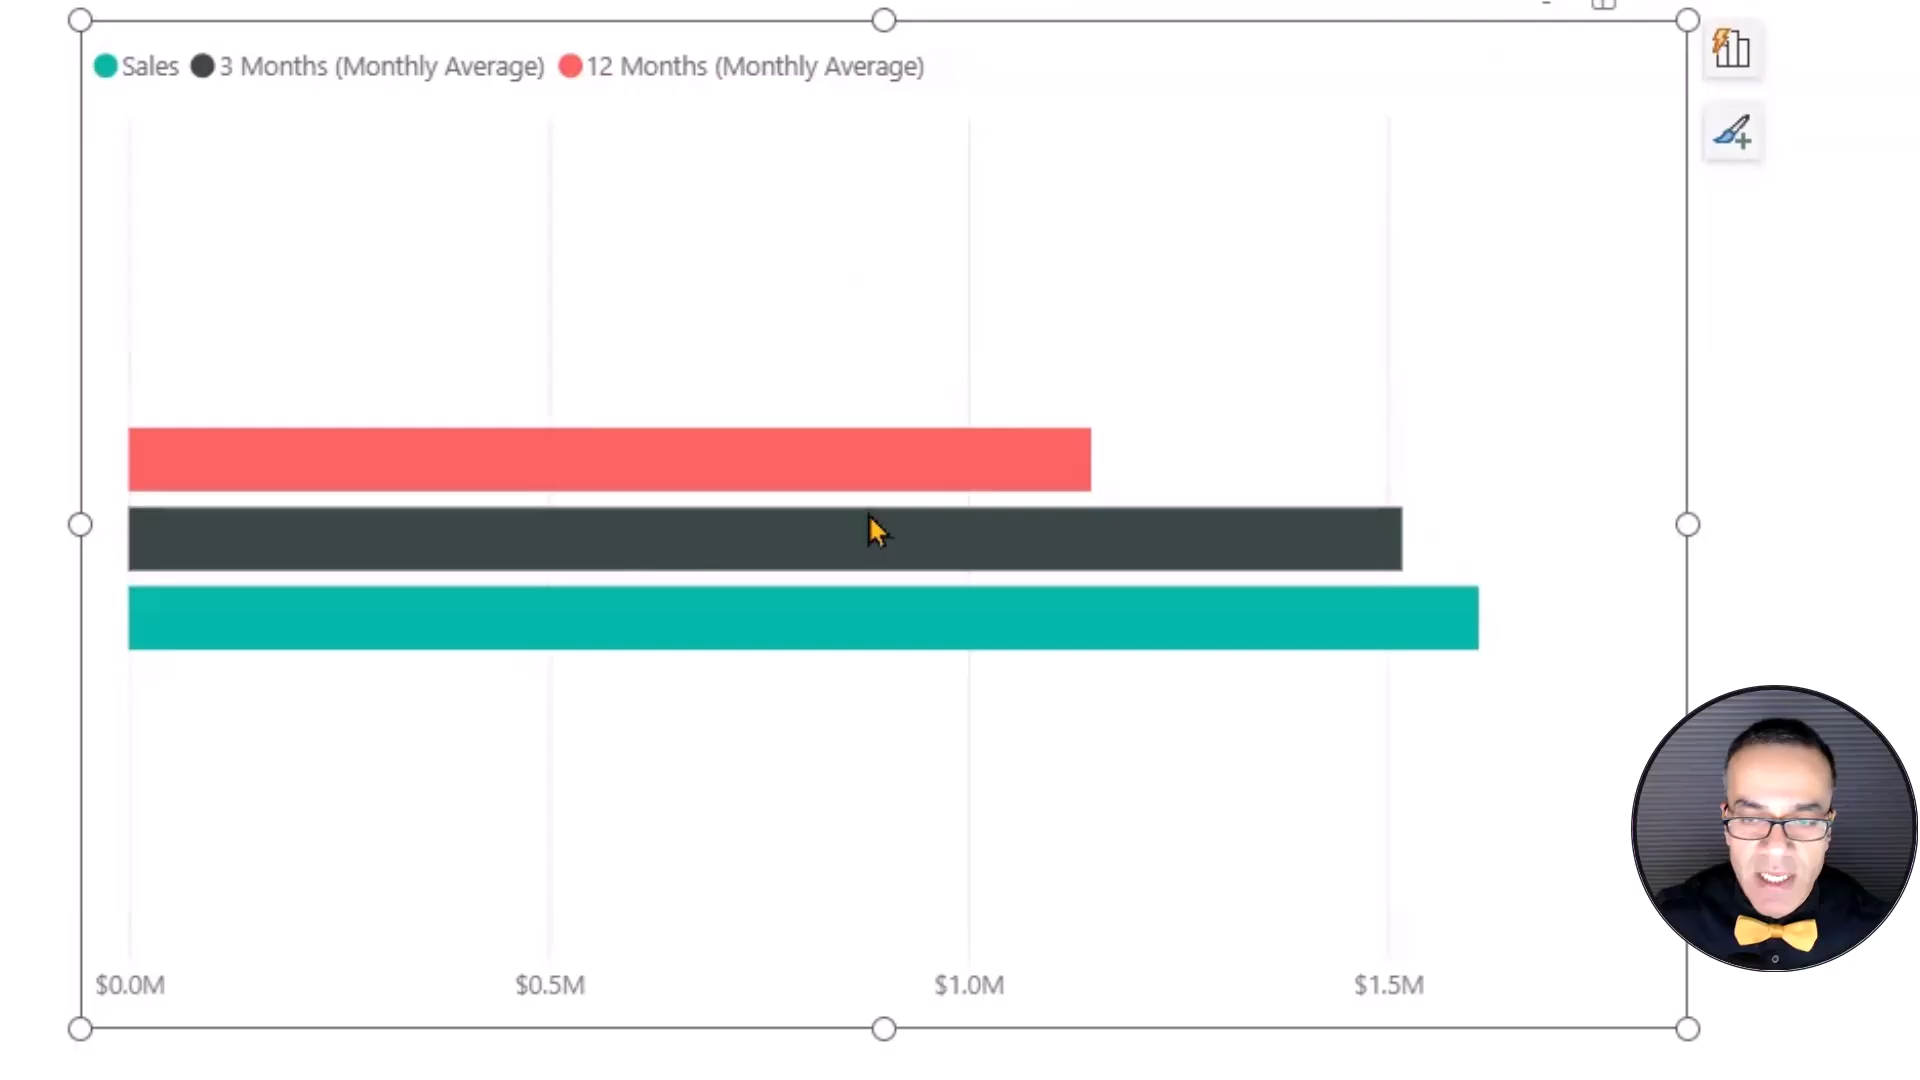 Sales 3 Months (Monthly Average) 12 Months (Monthly Average)
$0.0M $0.5M $1.0M $1.5M